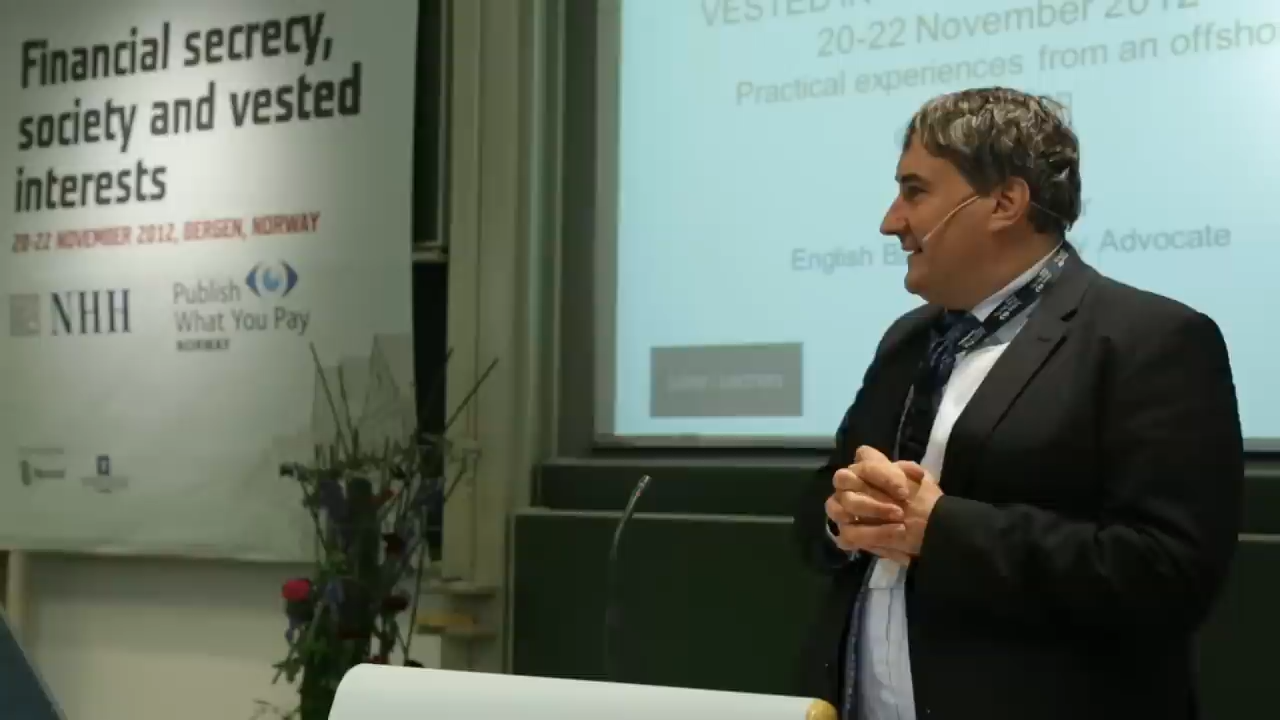 Financial secrecy,
society and vested
interests
20-22 NOVEMBER 2012, BERGEN, NORWAY
NHH
Publish
What You Pay
NORWAY
VESTED
20-22 November 2012
Practical experiences from an offsho
English
Advocate